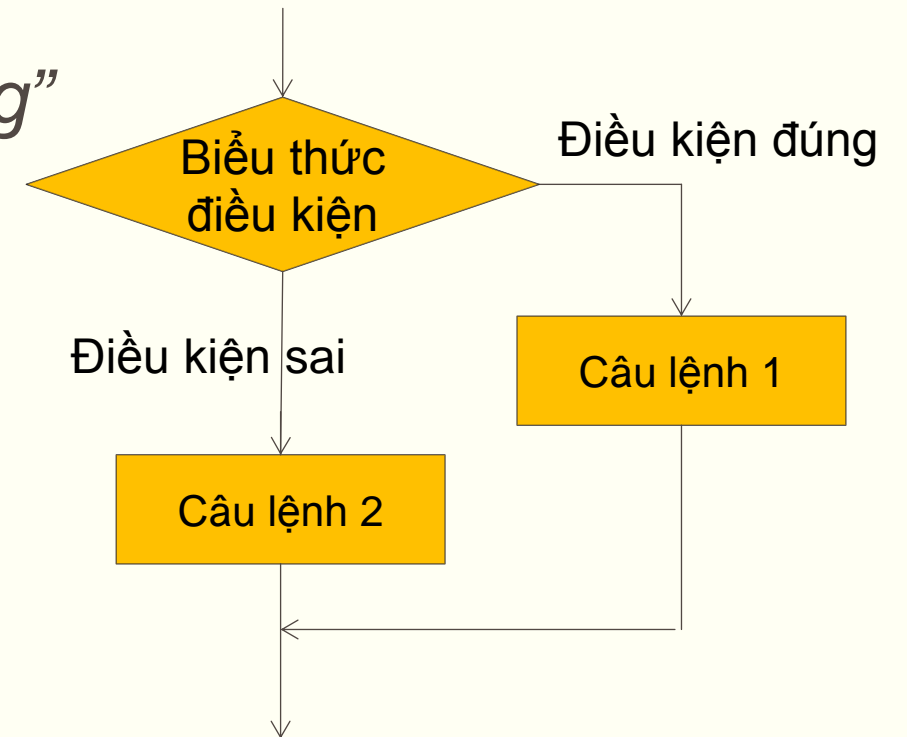 g”
Biểu thức
điều kiện
Điều kiện đúng
Điều kiện sai
Câu lệnh 1
Câu lệnh 2